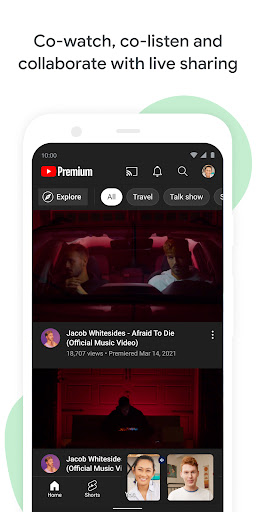 Co-watch, co-listen and
collaborate with live sharing
10:00
Premium
Explore
All
Travel
Talk show
S
Jacob Whitesides - Afraid To Die
(Official Music Video)
18,707 views • Premiered Mar 14, 2021
Jacob Whitesides - Afraid
(Official Music Vi
Home
Shorts